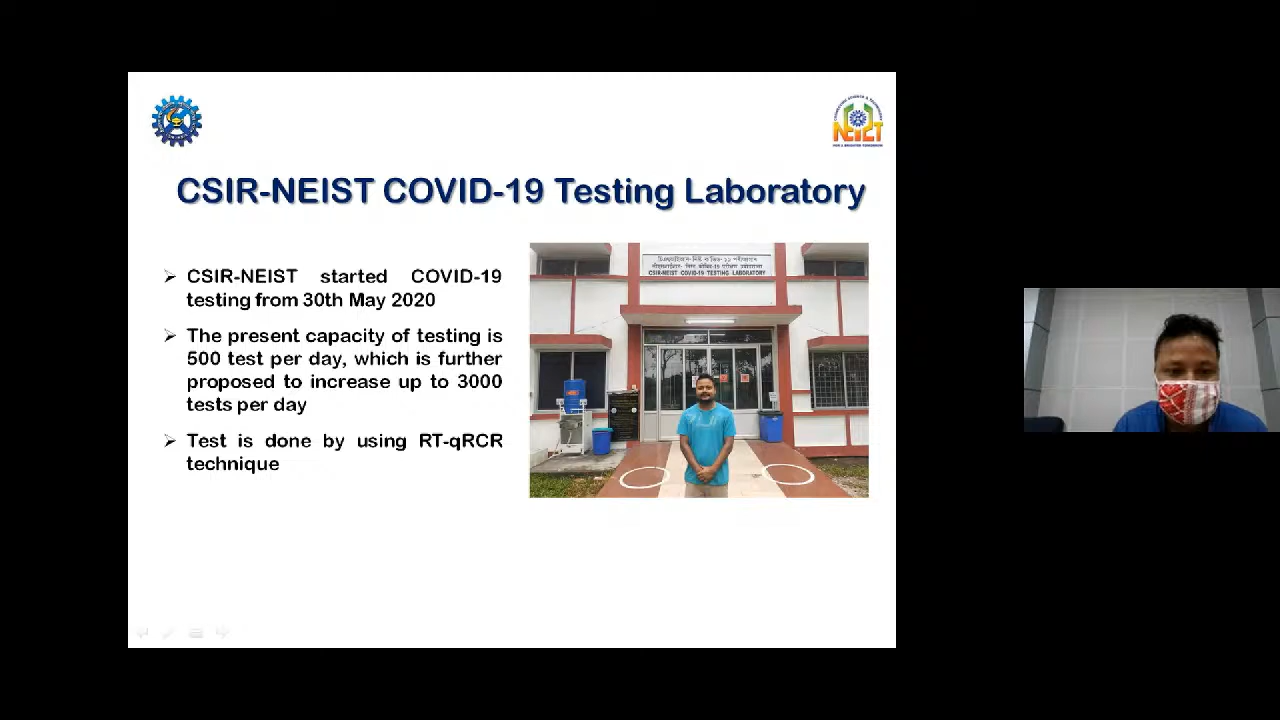 CSIR-NEIST COVID-19 Testing Laboratory
CSIR-NEIST started COVID-19
testing from 30th May 2020
The present capacity of testing is
500 test per day, which is further
proposed to increase up to 3000
tests per day
Test is done by using RT-qRCR
technique
CSIR-NEIST COVID-19 TESTING LABORATORY
NEIST